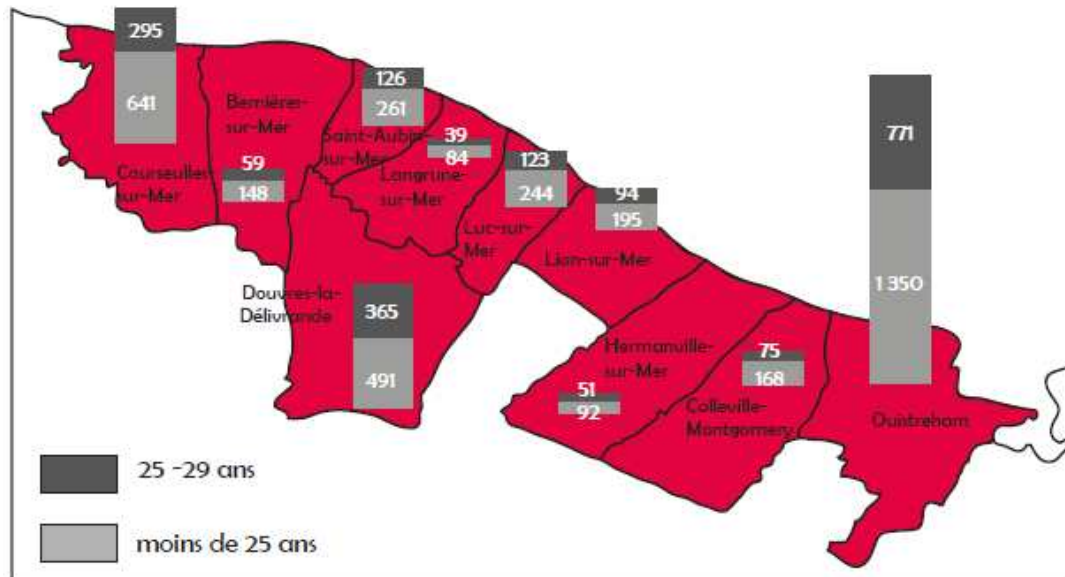 295
641
Courseulles-
sur-Mer
Bernières-
sur-Mer
59
148
126
261
Saint-Aubin-
sur-Mer
39
84
Langrune-
sur-Mer
123
244
Luc-sur-
Mer
94
195
Lion-sur-Mer
771
1 350
Ouistreham
Douvres-la-
Délivrande
365
491
Hermanville-
sur-Mer
51
92
75
168
Colleville-
Montgomery
25 -29 ans
moins de 25 ans